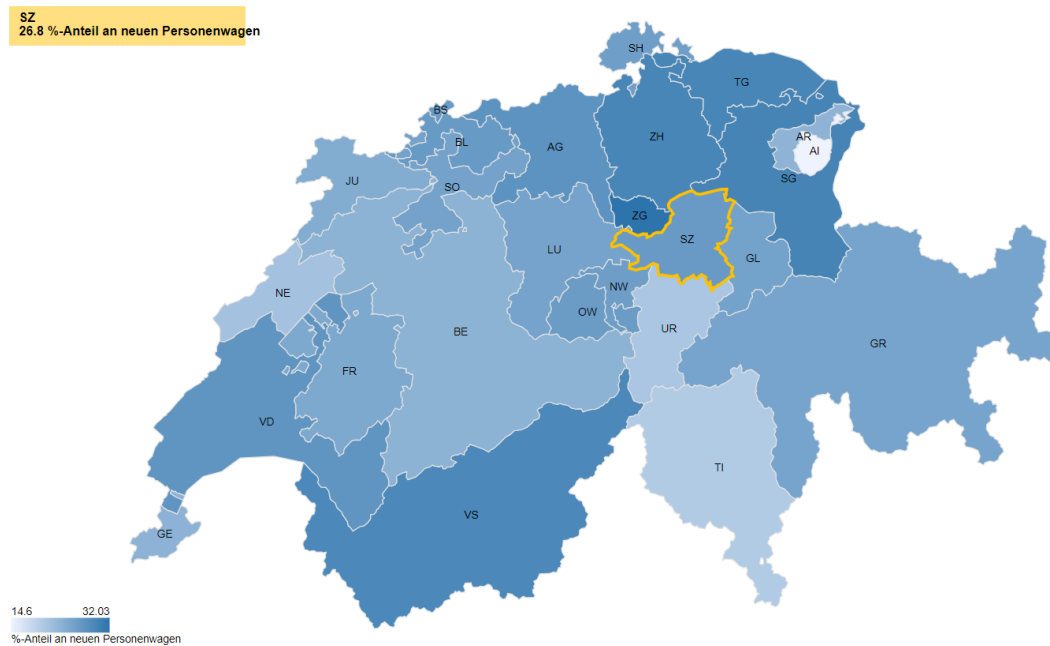 SZ
26.8 %-Anteil an neuen Personenwagen
SH
TG
BS
ZH
AR
BL
AG
AI
JU
SO
SG
ZG
SZ
LU
GL
NE
NW
OW
BE
UR
GR
FR
VD
TI
VS
GE
14.6 32.03
%-Anteil an neuen Personenwagen